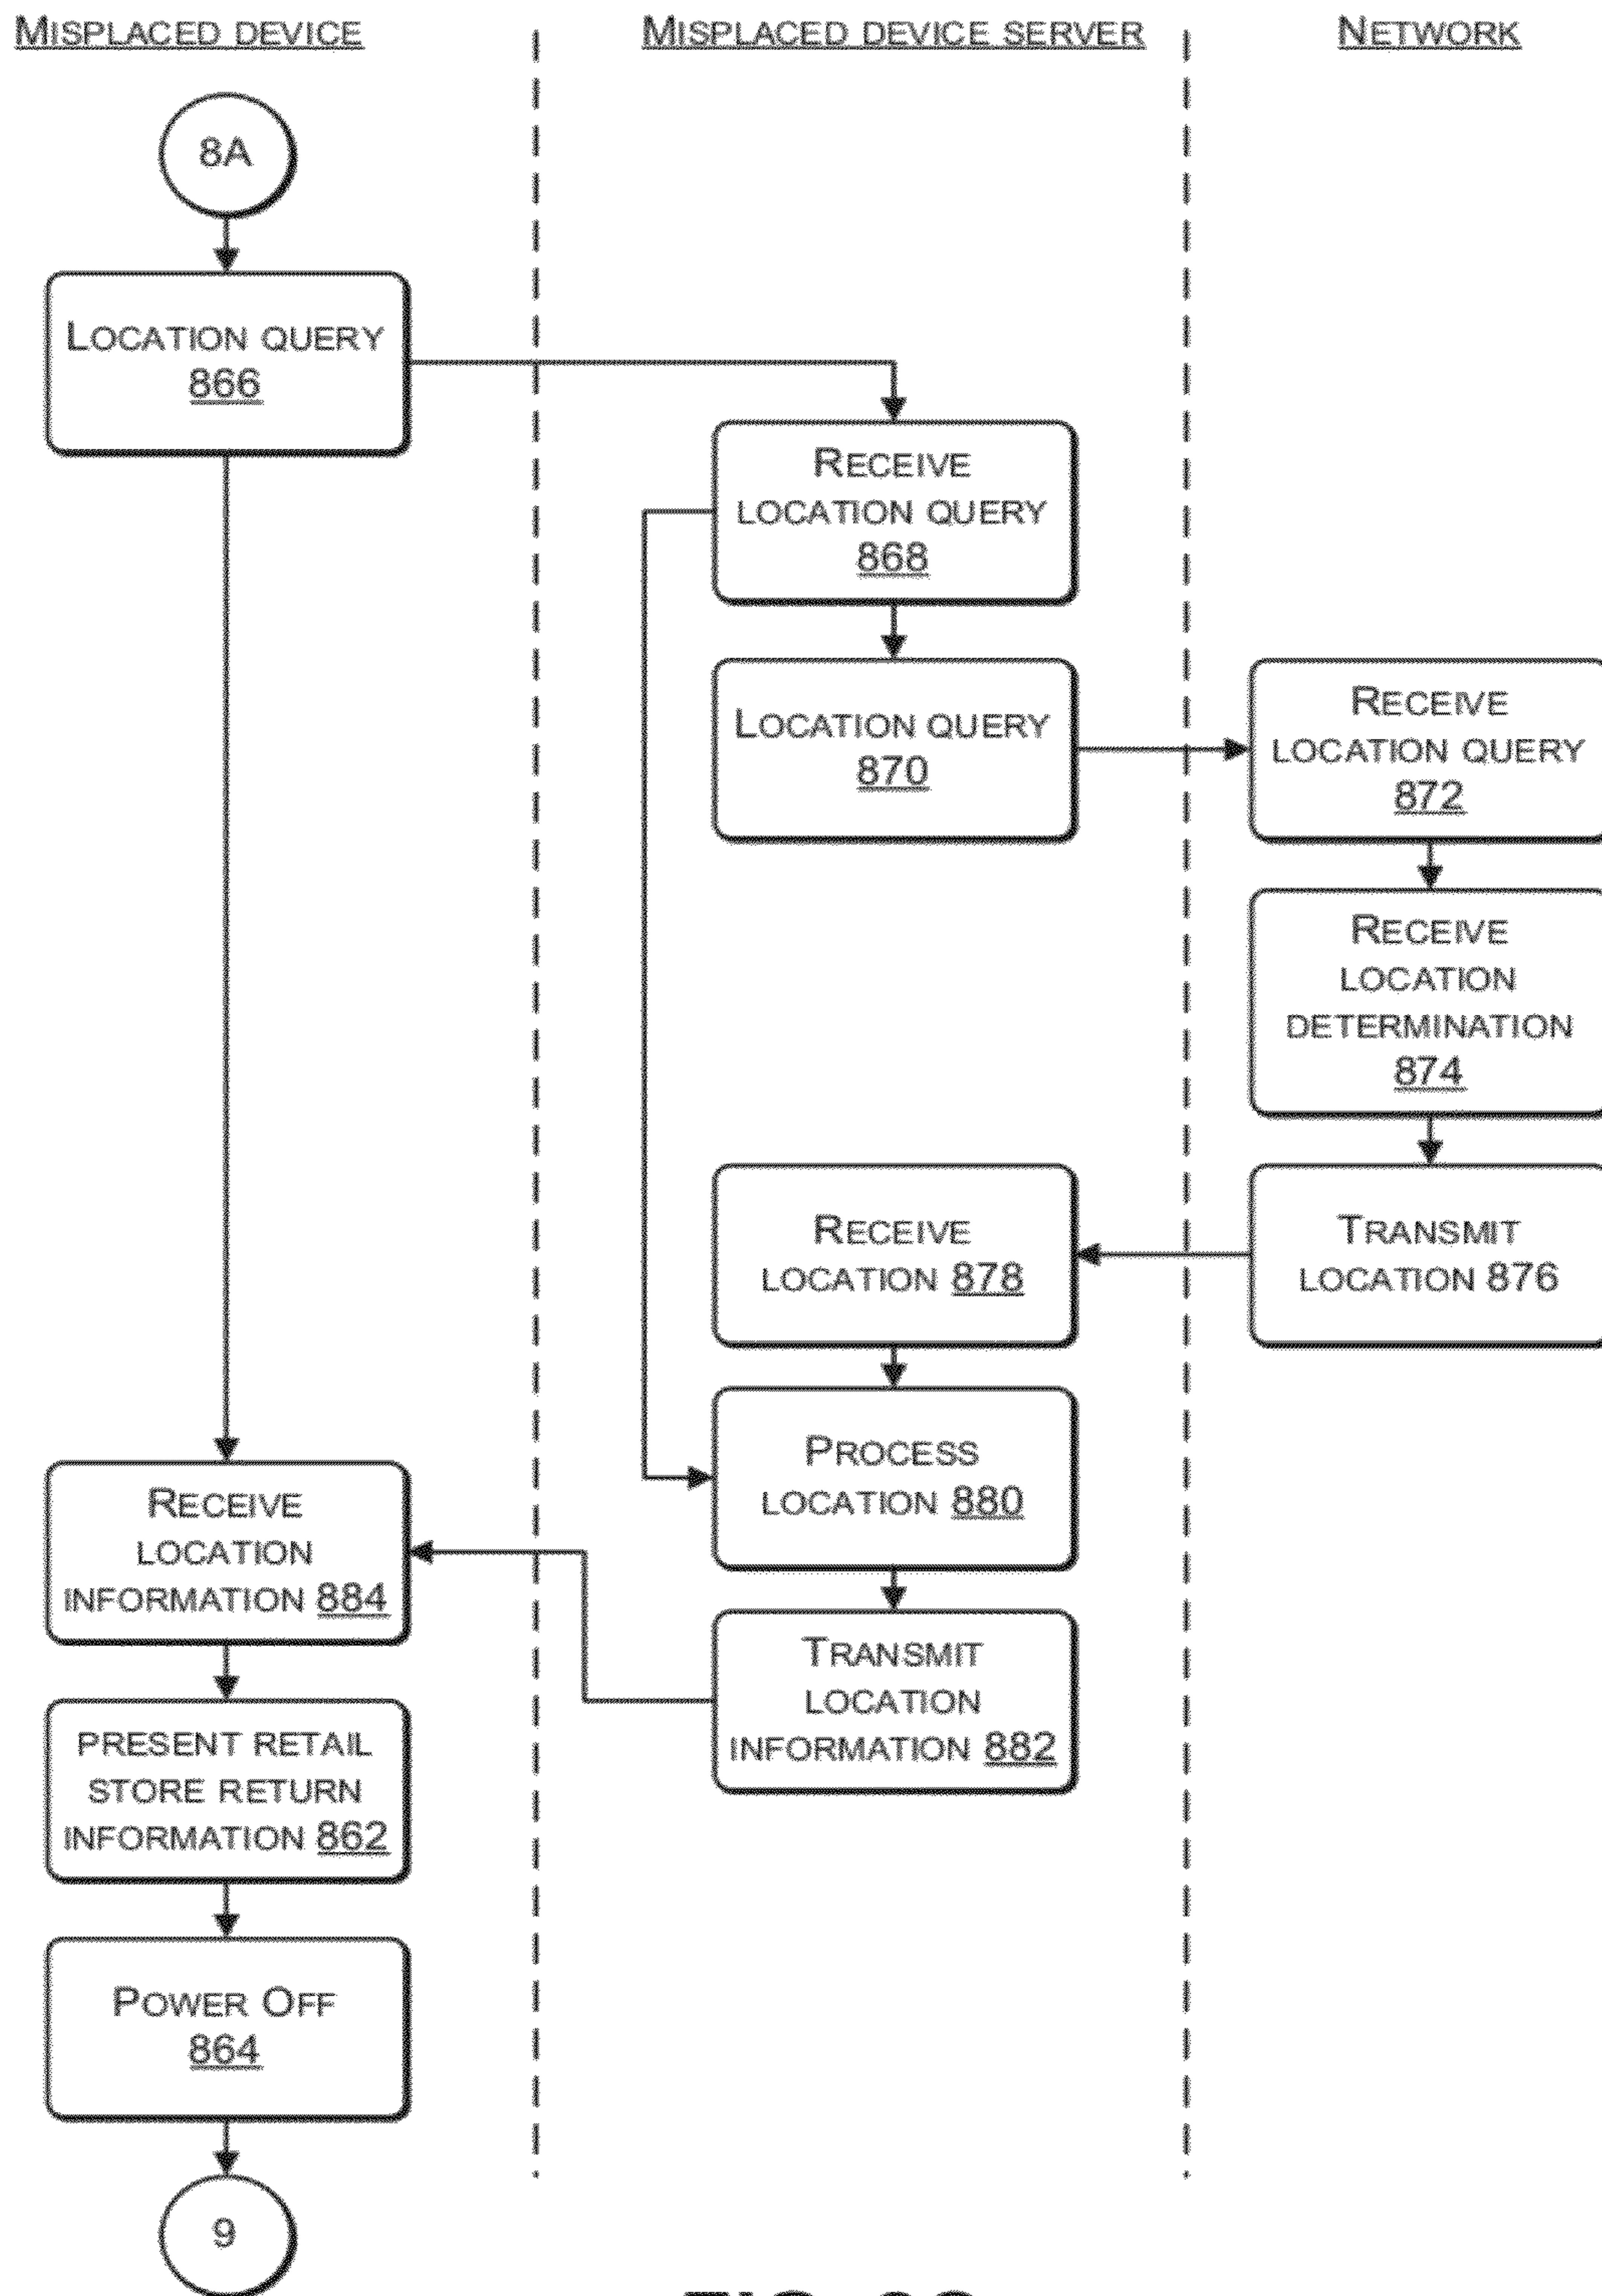 MISPLACED DEVICE
MISPLACED DEVICE SERVER
NETWORK
8A
LOCATION QUERY
866
RECEIVE
LOCATION QUERY
868
LOCATION QUERY
870
RECEIVE
LOCATION QUERY
872
RECEIVE
LOCATION
DETERMINATION
874
RECEIVE
LOCATION 878
TRANSMIT
LOCATION 876
PROCESS
LOCATION 880
RECEIVE
LOCATION
INFORMATION 884
TRANSMIT
LOCATION
INFORMATION 882
PRESENT RETAIL
STORE RETURN
INFORMATION 862
POWER OFF
864
9